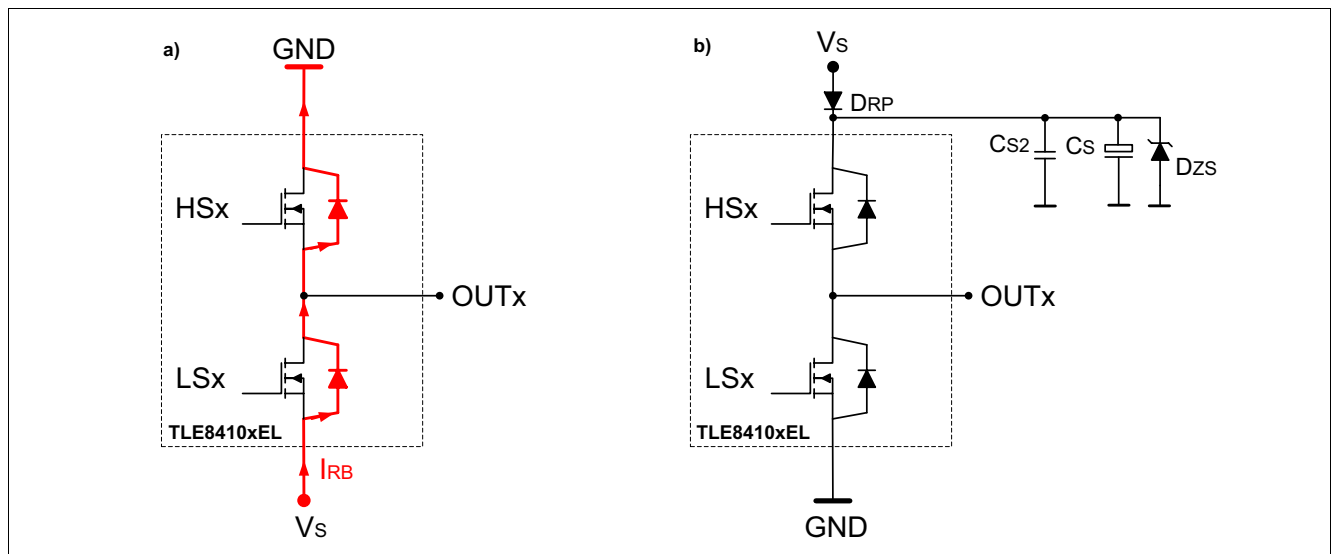 a)
GND
HSx
OUTx
LSx
TLE8410xEL
IRB
VS
b)
VS
DRP
CS2
CS
DZS
HSx
OUTx
LSx
TLE8410xEL
GND